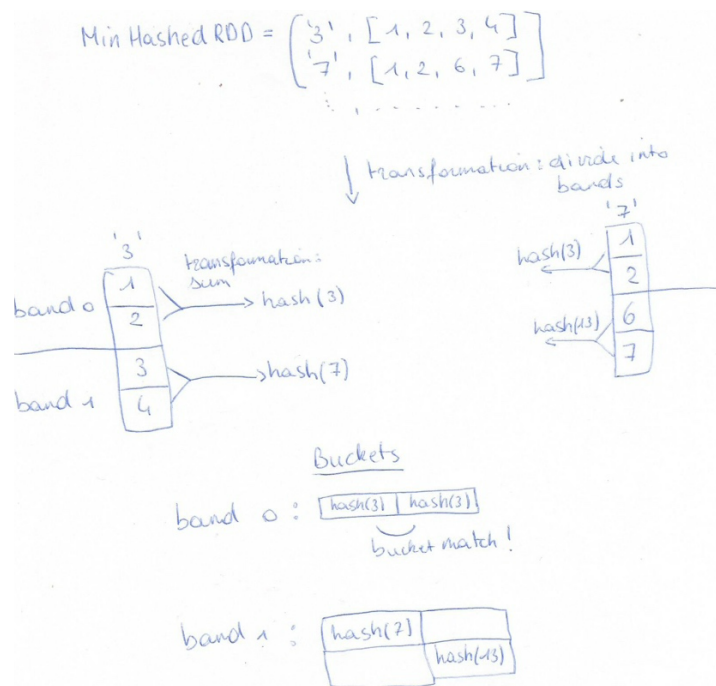 Min Hashed RDD = ('3', [1, 2, 3, 4]
('7', [1, 2, 6, 7]
transformation: divide into
bands
'3'
'7'
1
2
3
4
band 0
band 1
transformation:
sum
hash(3)
hash(7)
hash(3)
hash(13)
1
2
6
7
Buckets
band 0 : hash(3) hash(3)
bucket match!
band 1 : hash(7)
hash(13)